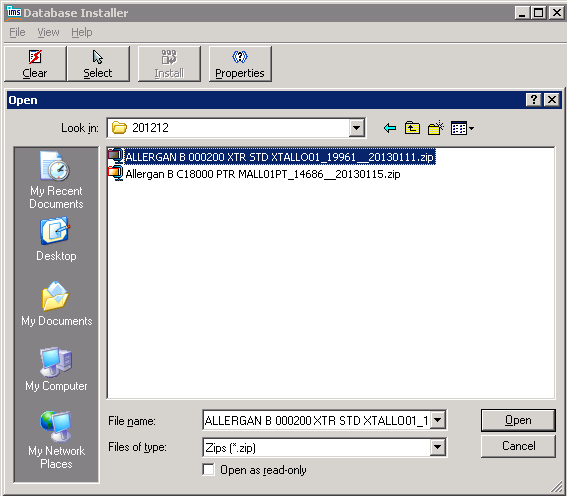 ims Database Installer
File View Help
Clear Select Install Properties
Open
Look in: 201212
ALLERGAN B 000200 XTR STD XTALLO01_19961__20130111.zip
Allergan B C18000 PTR MALL01PT_14686__20130115.zip
My Recent
Documents
Desktop
My Documents
My Computer
My Network
Places
File name: ALLERGAN B 000200 XTR STD XTALLO01_1
Open
Files of type: Zips (*.zip)
Cancel
Open as read-only